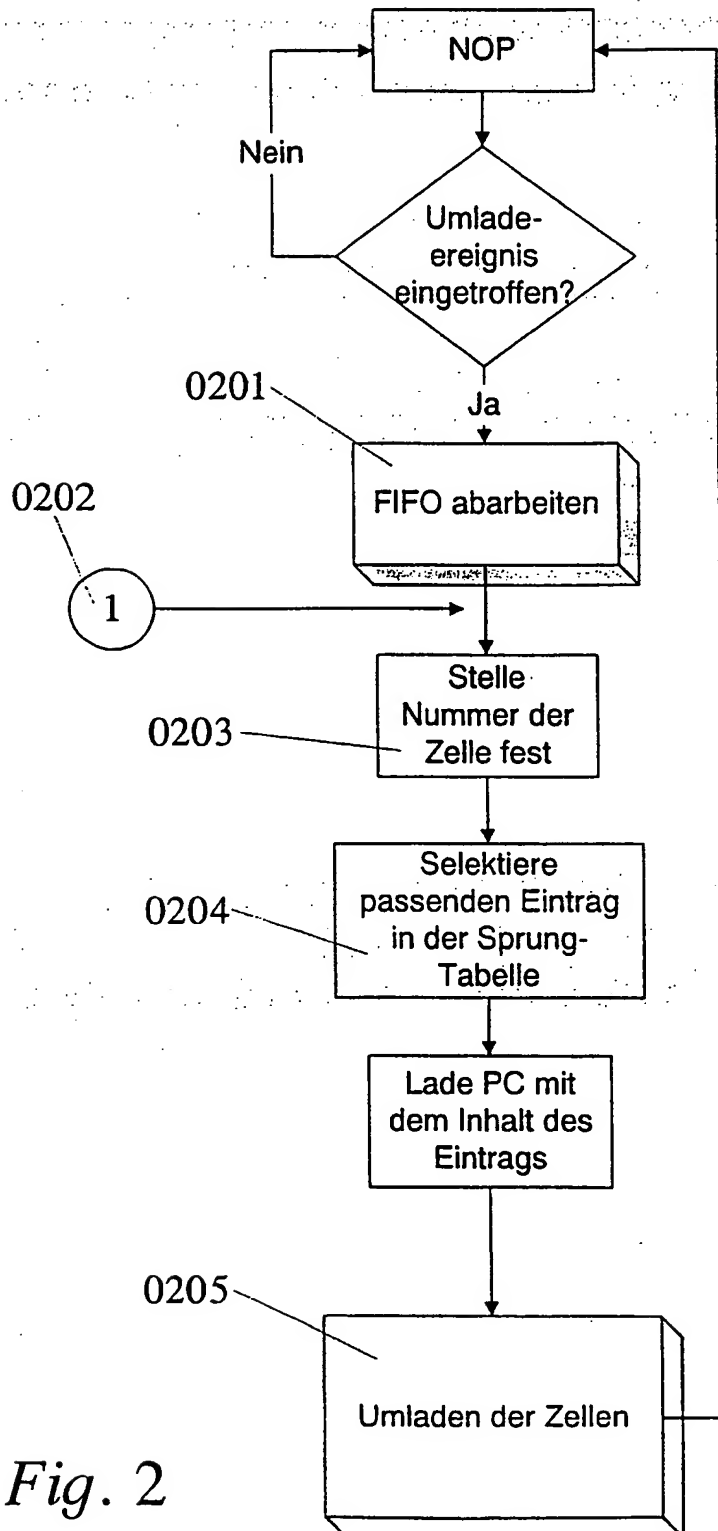 NOP
Nein
Umlade-
ereignis
eingetroffen?
Ja
0201
FIFO abarbeiten
0202
1
Stelle
Nummer der
Zelle fest
0203
Selektiere
passenden Eintrag
in der Sprung-
Tabelle
0204
Lade PC mit
dem Inhalt des
Eintrags
0205
Umladen der Zellen
Fig. 2